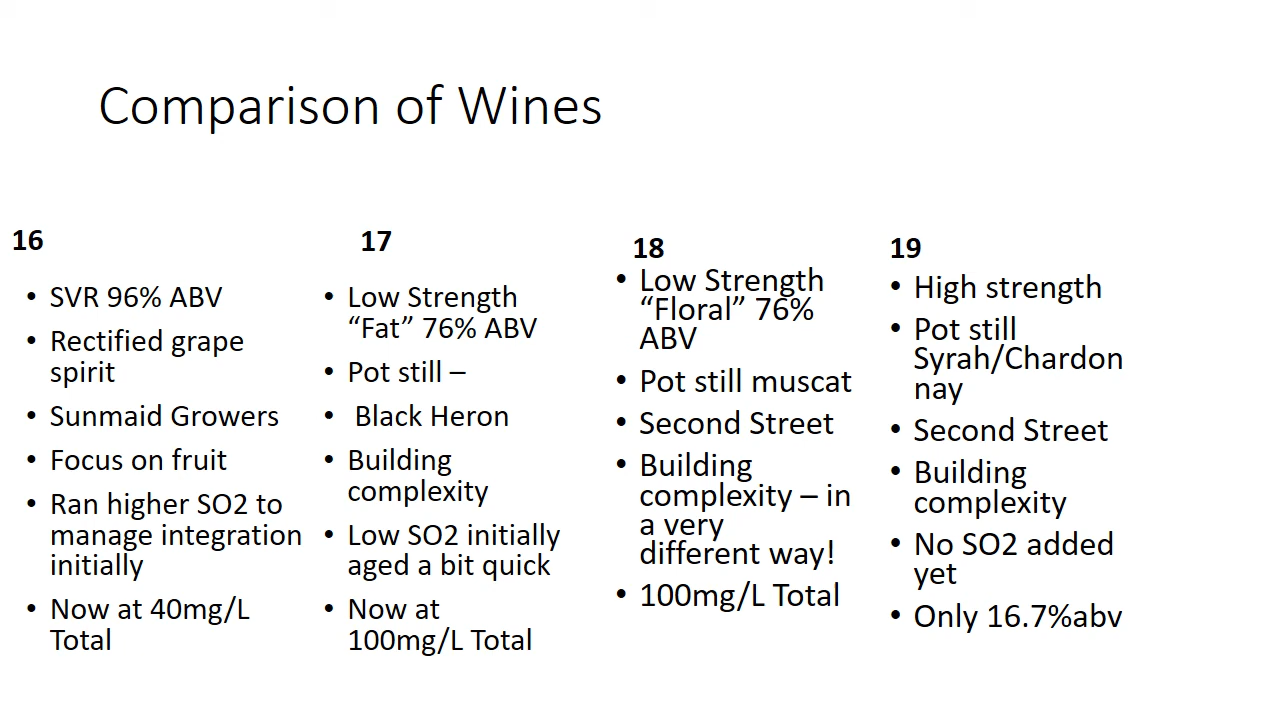 Comparison of Wines
16
• SVR 96% ABV
• Rectified grape
spirit
• Sunmaid Growers
• Focus on fruit
• Ran higher SO2 to
manage integration
initially
• Now at 40mg/L
Total
17
• Low Strength
“Fat” 76% ABV
• Pot still –
• Black Heron
• Building
complexity
• Low SO2 initially
aged a bit quick
• Now at
100mg/L Total
18
• Low Strength
“Floral” 76%
ABV
• Pot still muscat
• Second Street
• Building
complexity – in
a very
different way!
• 100mg/L Total
19
• High strength
• Pot still
Syrah/Chardon
nay
• Second Street
• Building
complexity
• No SO2 added
yet
• Only 16.7%abv